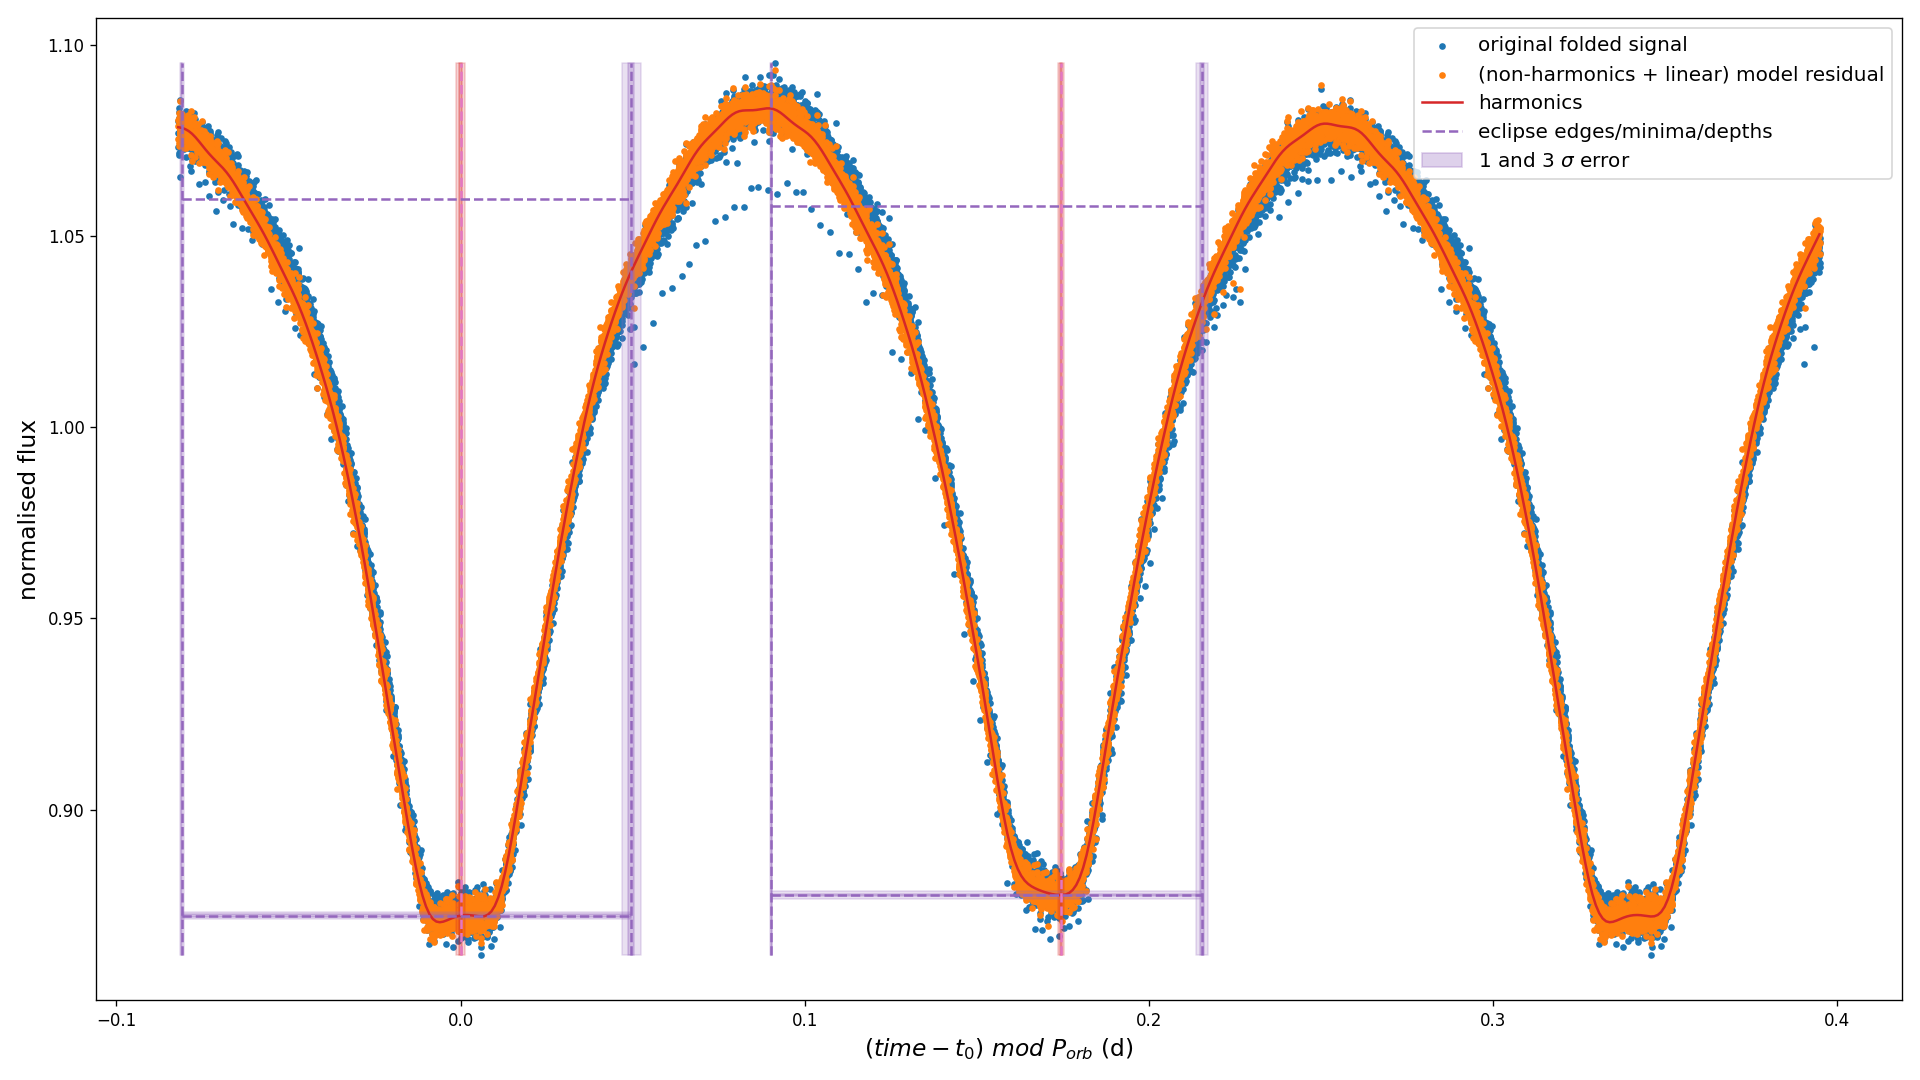 1.10
1.05
1.00
0.95
0.90
normalised flux
−0.1
0.0
0.1
0.2
0.3
0.4
(time − t₀) mod P_orb (d)
original folded signal
(non-harmonics + linear) model residual
harmonics
eclipse edges/minima/depths
1 and 3 σ error